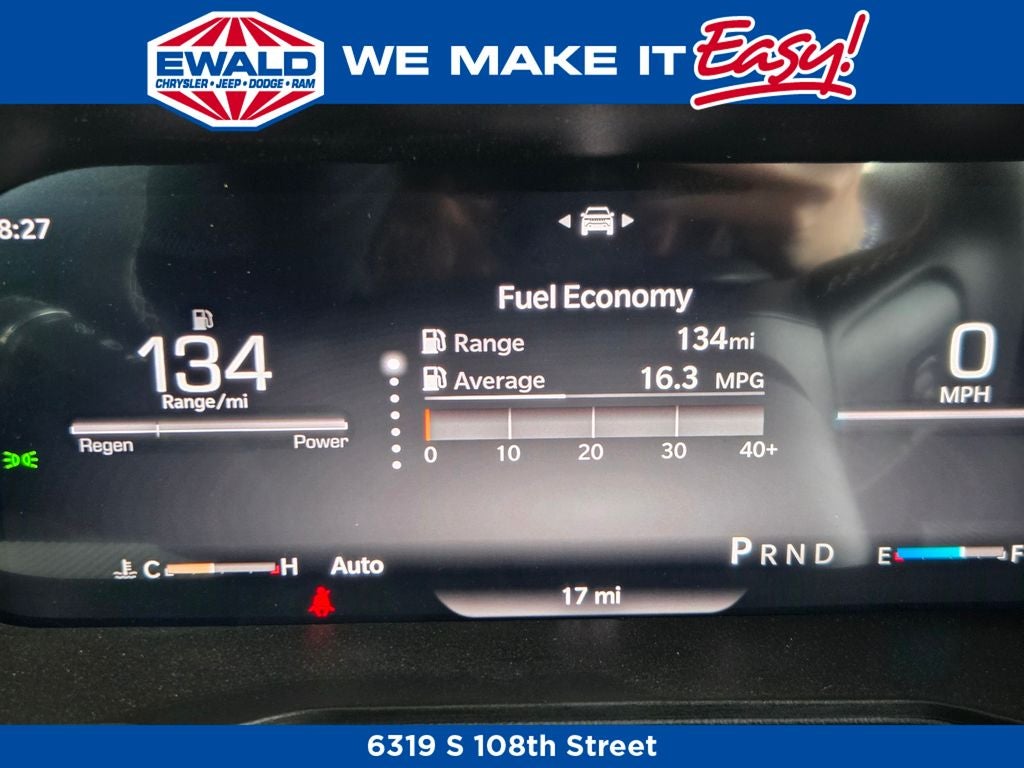 EWALD
CHRYSLER • JEEP • DODGE • RAM
WE MAKE IT Easy!
8:27
Fuel Economy
134
Range/mi
Regen
Power
Range 134mi
Average 16.3 MPG
0 10 20 30 40+
0
MPH
C H
Auto
P R N D
E F
17 mi
6319 S 108th Street